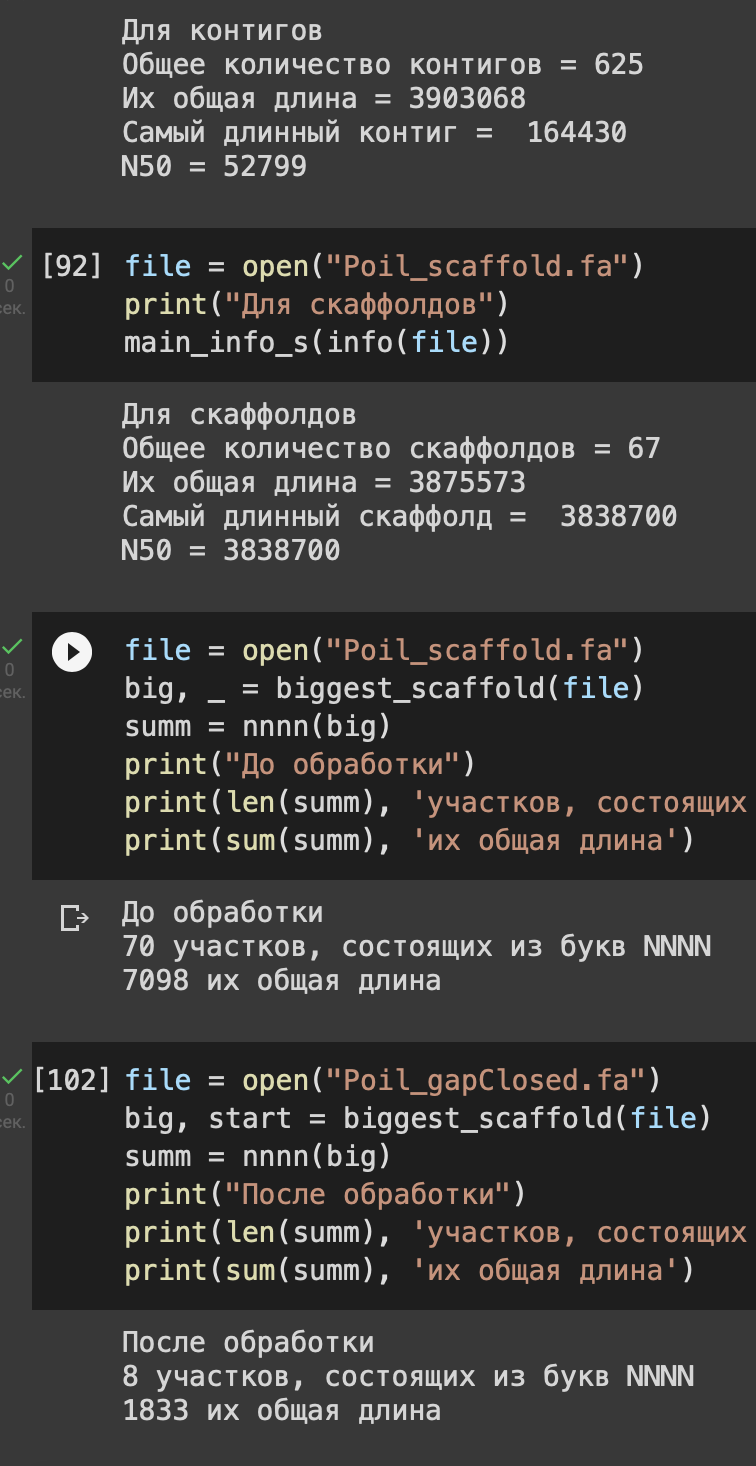 Для контигов
Общее количество контигов = 625
Их общая длина = 3903068
Самый длинный контиг =  164430
N50 = 52799
[92] file = open("Poil_scaffold.fa")
0
сек.
print("Для скаффолдов")
main_info_s(info(file))
Для скаффолдов
Общее количество скаффолдов = 67
Их общая длина = 3875573
Самый длинный скаффолд =  3838700
N50 = 3838700
file = open("Poil_scaffold.fa")
0
сек.
big, _ = biggest_scaffold(file)
summ = nnnn(big)
print("До обработки")
print(len(summ), 'участков, состоящих
print(sum(summ), 'их общая длина')
До обработки
70 участков, состоящих из букв NNNN
7098 их общая длина
[102] file = open("Poil_gapClosed.fa")
0
сек.
big, start = biggest_scaffold(file)
summ = nnnn(big)
print("После обработки")
print(len(summ), 'участков, состоящих
print(sum(summ), 'их общая длина')
После обработки
8 участков, состоящих из букв NNNN
1833 их общая длина